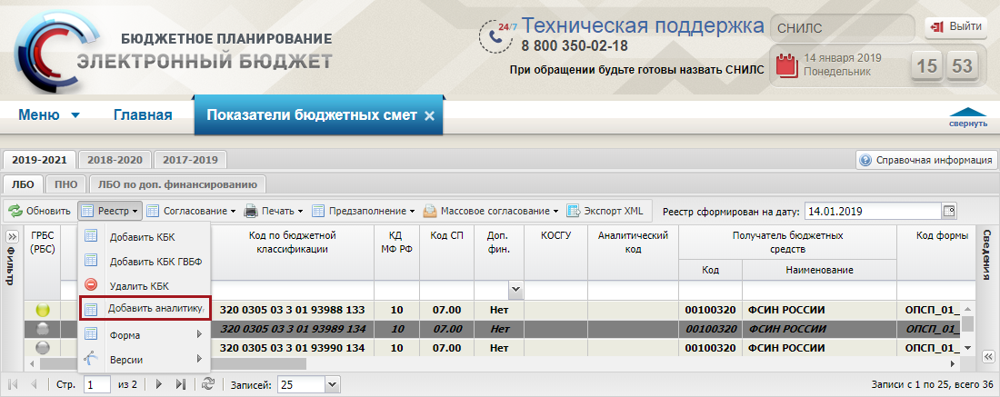 БЮДЖЕТНОЕ ПЛАНИРОВАНИЕ
ЭЛЕКТРОННЫЙ БЮДЖЕТ
24/7 Техническая поддержка
8 800 350-02-18
При обращении будьте готовы назвать СНИЛС
СНИЛС
Выйти
14 января 2019
Понедельник
15 53
Меню Главная Показатели бюджетных смет
свернуть
2019-2021 2018-2020 2017-2019 Справочная информация
ЛБО ПНО ЛБО по доп. финансированию
Обновить Реестр Согласование Печать Предзаполнение Массовое согласование Экспорт XML Реестр сформирован на дату: 14.01.2019
Фильтр
ГРБС (РБС)
Код по бюджетной классификации
КД МФ РФ
Код СП
Доп. фин.
КОСГУ
Аналитический код
Получатель бюджетных средств
Код Наименование
Код формы
Сведения
Добавить КБК
Добавить КБК ГВБФ
Удалить КБК
Добавить аналитику
Форма
Версии
320 0305 03 3 01 93988 133 10 07.00 Нет 00100320 ФСИН РОССИИ ОПСП_01_
320 0305 03 3 01 93989 134 10 07.00 Нет 00100320 ФСИН РОССИИ ОПСП_01_
320 0305 03 3 01 93990 134 10 07.00 Нет 00100320 ФСИН РОССИИ ОПСП_01_
Стр. 1 из 2 Записей: 25 Записи с 1 по 25, всего 36